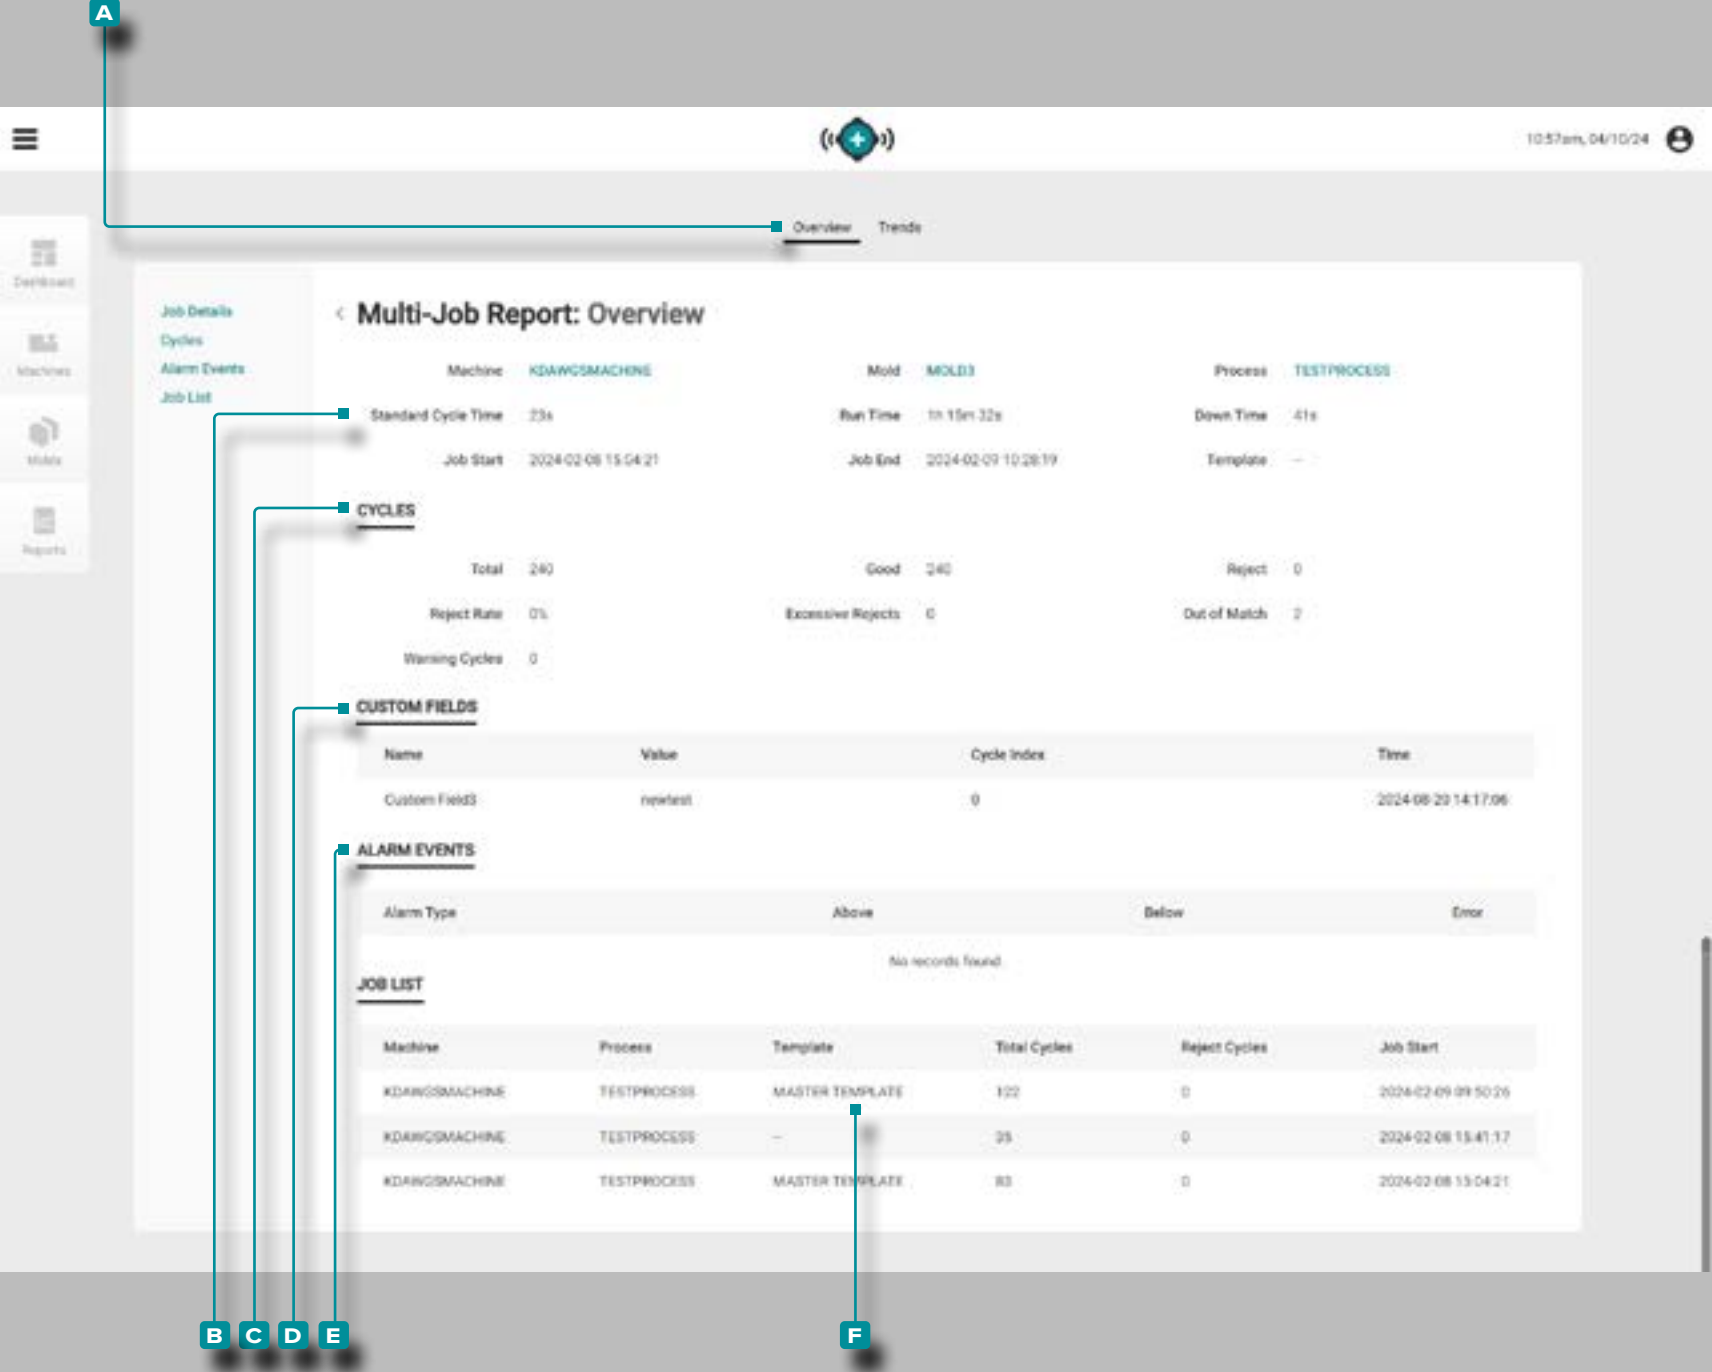 A
10:57am, 04/10/24
Overview Trends
Dashboard
Machines
Molds
Reports
Job Details
Cycles
Alarm Events
Job List
Multi-Job Report: Overview
Machine KDAWGSMACHINE Mold MOLD3 Process TESTPROCESS
Standard Cycle Time 23s Run Time 1h 15m 32s Down Time 41s
Job Start 2024-02-08 15:04:21 Job End 2024-02-09 10:28:19 Template --
CYCLES
Total 240 Good 240 Reject 0
Reject Rate 0% Excessive Rejects 0 Out of Match 2
Warning Cycles 0
CUSTOM FIELDS
Name Value Cycle Index Time
Custom Field3 newtest 0 2024-08-20 14:17:06
ALARM EVENTS
Alarm Type Above Below Error
No records found
JOB LIST
Machine Process Template Total Cycles Reject Cycles Job Start
KDAWGSMACHINE TESTPROCESS MASTER TEMPLATE 122 0 2024-02-09 09:50:26
KDAWGSMACHINE TESTPROCESS -- 35 0 2024-02-08 15:41:17
KDAWGSMACHINE TESTPROCESS MASTER TEMPLATE 83 0 2024-02-08 15:04:21
B C D E F